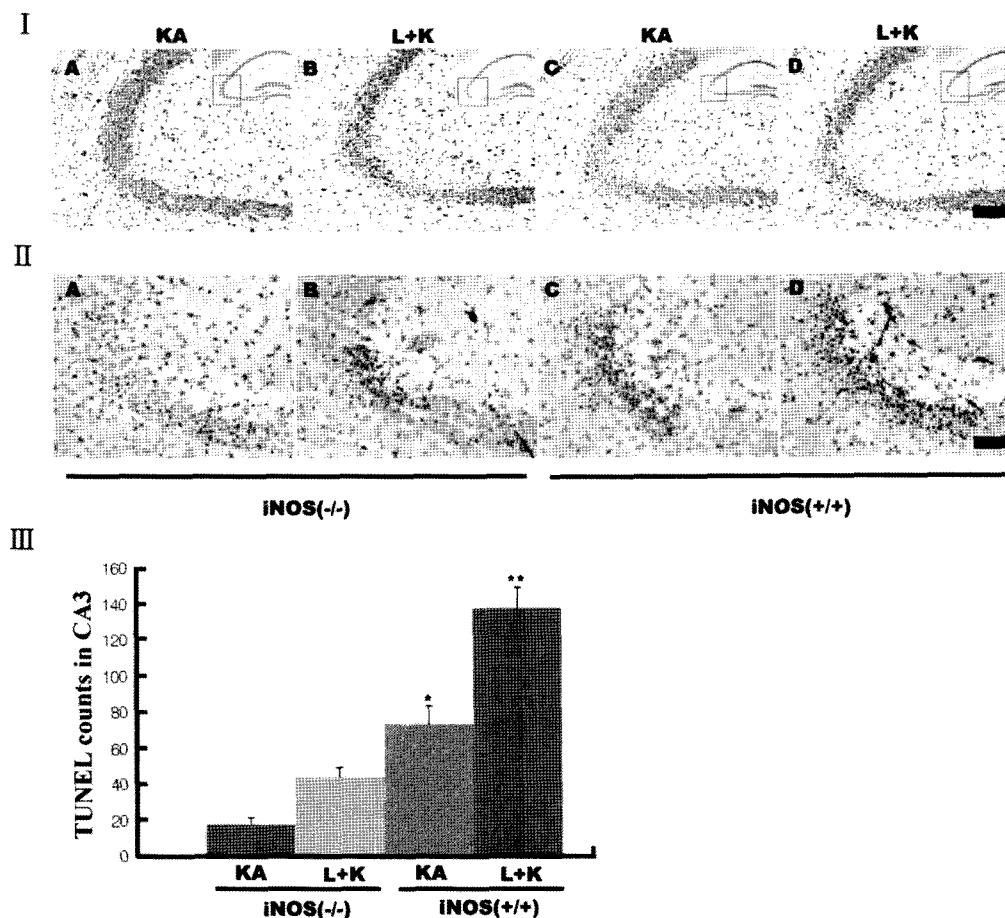 I
KA L+K KA L+K
A B C D
II
A B C D
iNOS(-/-) iNOS(+/+)
III
TUNEL counts in CA3
160
140
120
100
80
60
40
20
0
*
**
KA L+K KA L+K
iNOS(-/-) iNOS(+/+)